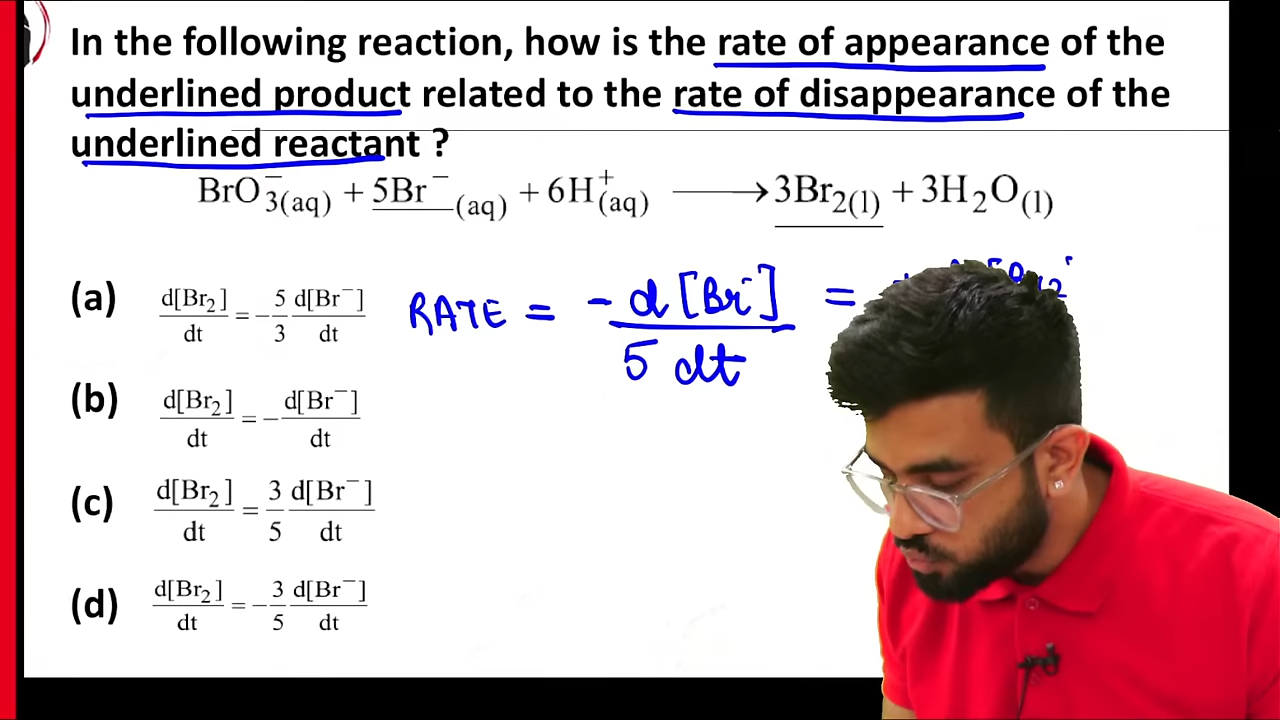 In the following reaction, how is the rate of appearance of the
underlined product related to the rate of disappearance of the
underlined reactant ?
BrO₃⁻(aq) + 5Br⁻(aq) + 6H⁺(aq) ⟶ 3Br₂(l) + 3H₂O(l)
(a) d[Br₂]/dt = −5/3 d[Br⁻]/dt
RATE = − d[Br⁻]/5 dt =
(b) d[Br₂]/dt = − d[Br⁻]/dt
(c) d[Br₂]/dt = 3/5 d[Br⁻]/dt
(d) d[Br₂]/dt = −3/5 d[Br⁻]/dt